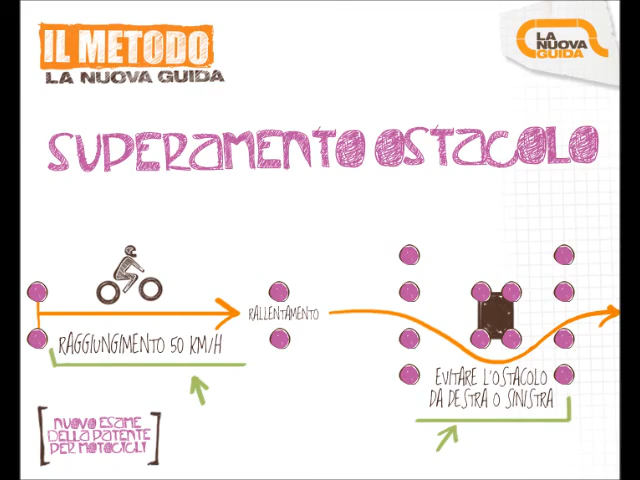 IL METODO
LA NUOVA GUIDA
LA
NUOVA
GUIDA
SUPERAMENTO OSTACOLO
RALLENTAMENTO
RAGGIUNGIMENTO 50 KM/H
EVITARE L'OSTACOLO
DA DESTRA O SINISTRA
NUOVO ESAME
DELLA PATENTE
PER MOTOCICLI